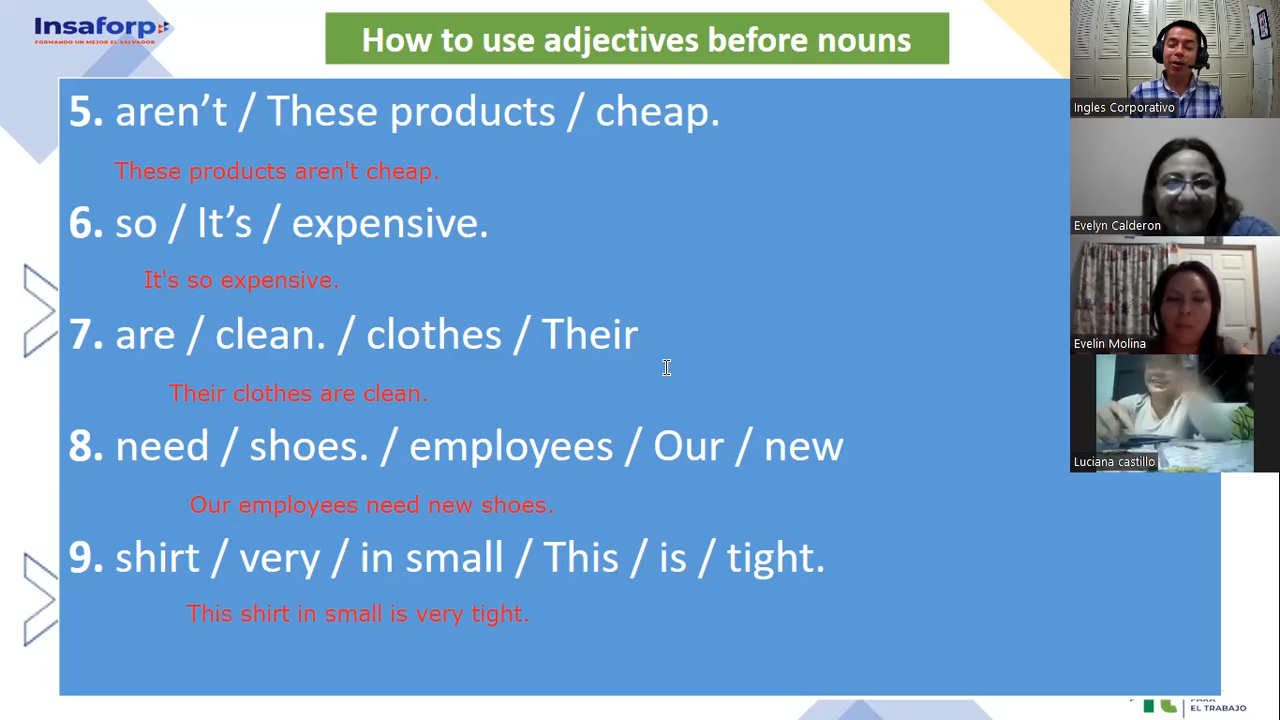 Insaforp
FORMANDO UN MEJOR EL SALVADOR
How to use adjectives before nouns
5. aren't / These products / cheap.
These products aren't cheap.
6. so / It's / expensive.
It's so expensive.
7. are / clean. / clothes / Their
Their clothes are clean.
8. need / shoes. / employees / Our / new
Our employees need new shoes.
9. shirt / very / in small / This / is / tight.
This shirt in small is very tight.
Ingles Corporativo
Evelyn Calderon
Evelin Molina
Luciana castillo
EL TRABAJO